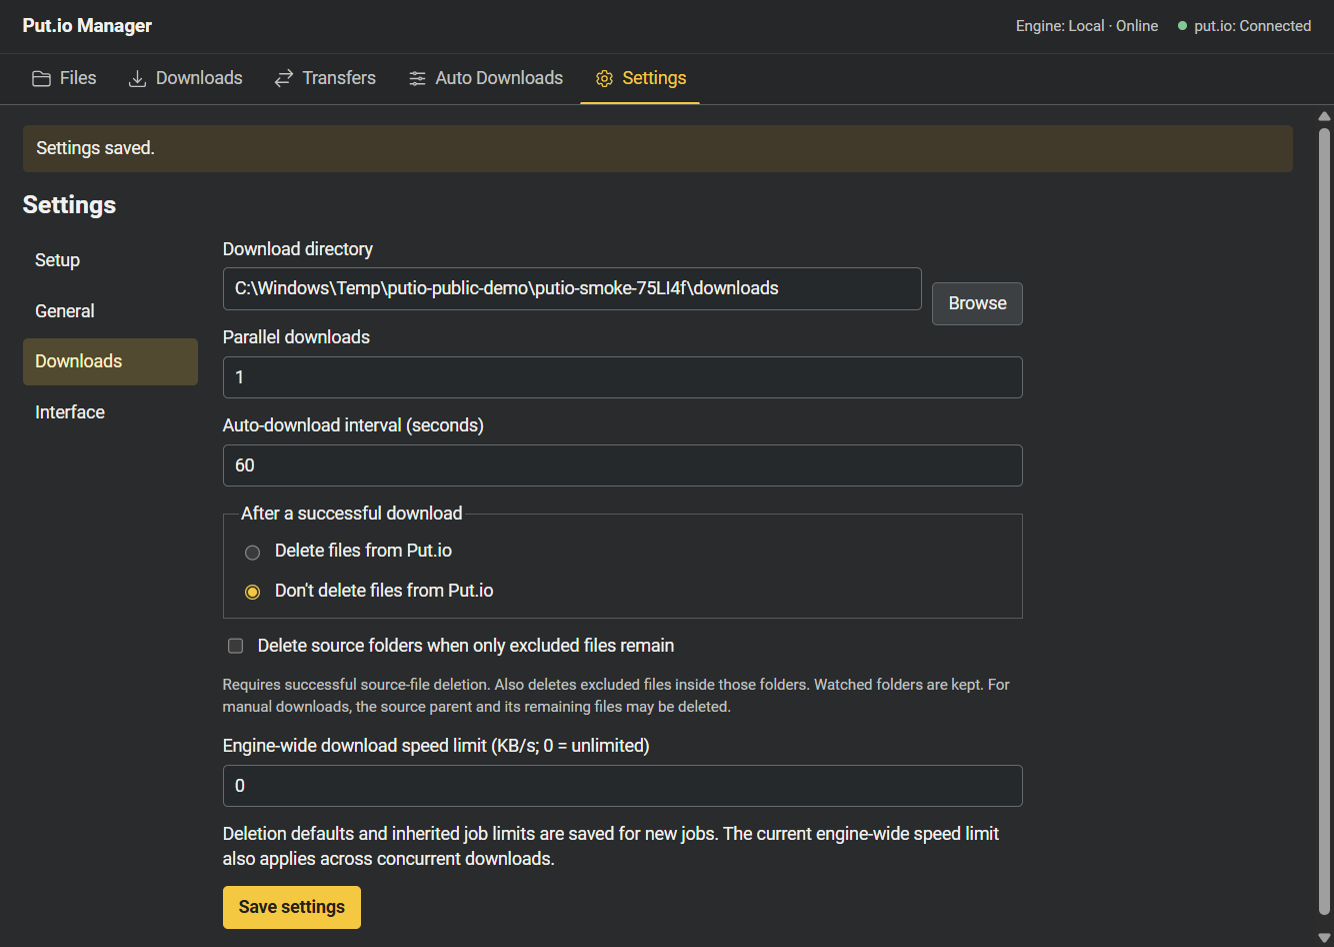 Put.io Manager
Engine: Local · Online
put.io: Connected
Files
Downloads
Transfers
Auto Downloads
Settings
Settings saved.
Settings
Setup
General
Downloads
Interface
Download directory
C:\Windows\Temp\putio-public-demo\putio-smoke-75LI4f\downloads
Browse
Parallel downloads
1
Auto-download interval (seconds)
60
After a successful download
Delete files from Put.io
Don't delete files from Put.io
Delete source folders when only excluded files remain
Requires successful source-file deletion. Also deletes excluded files inside those folders. Watched folders are kept. For
manual downloads, the source parent and its remaining files may be deleted.
Engine-wide download speed limit (KB/s; 0 = unlimited)
0
Deletion defaults and inherited job limits are saved for new jobs. The current engine-wide speed limit
also applies across concurrent downloads.
Save settings